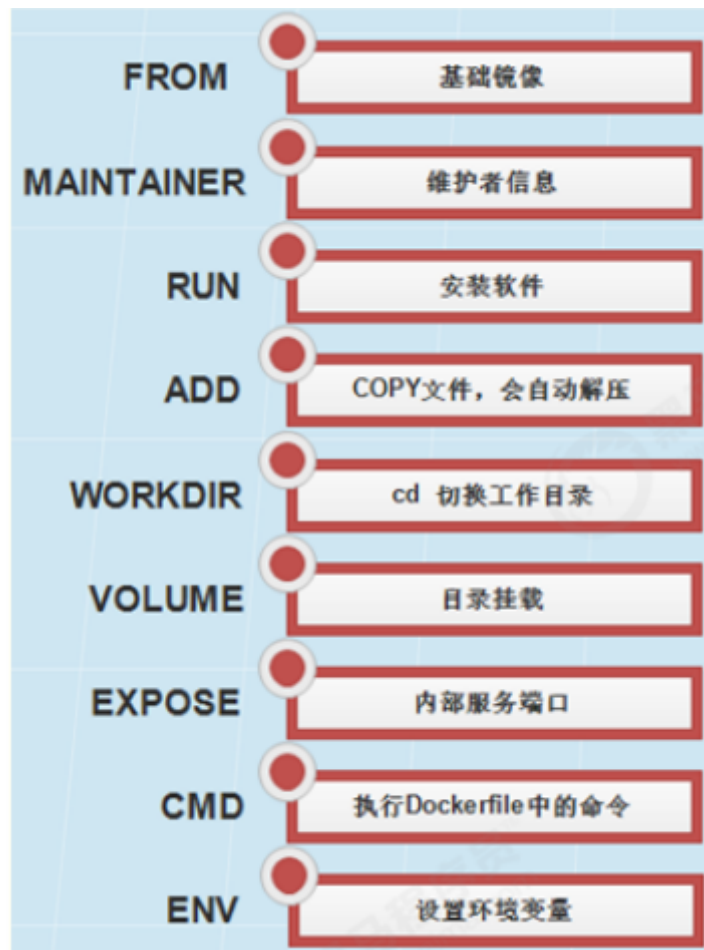 FROM 基础镜像
MAINTAINER 维护者信息
RUN 安装软件
ADD COPY文件，会自动解压
WORKDIR cd 切换工作目录
VOLUME 目录挂载
EXPOSE 内部服务端口
CMD 执行Dockerfile中的命令
ENV 设置环境变量